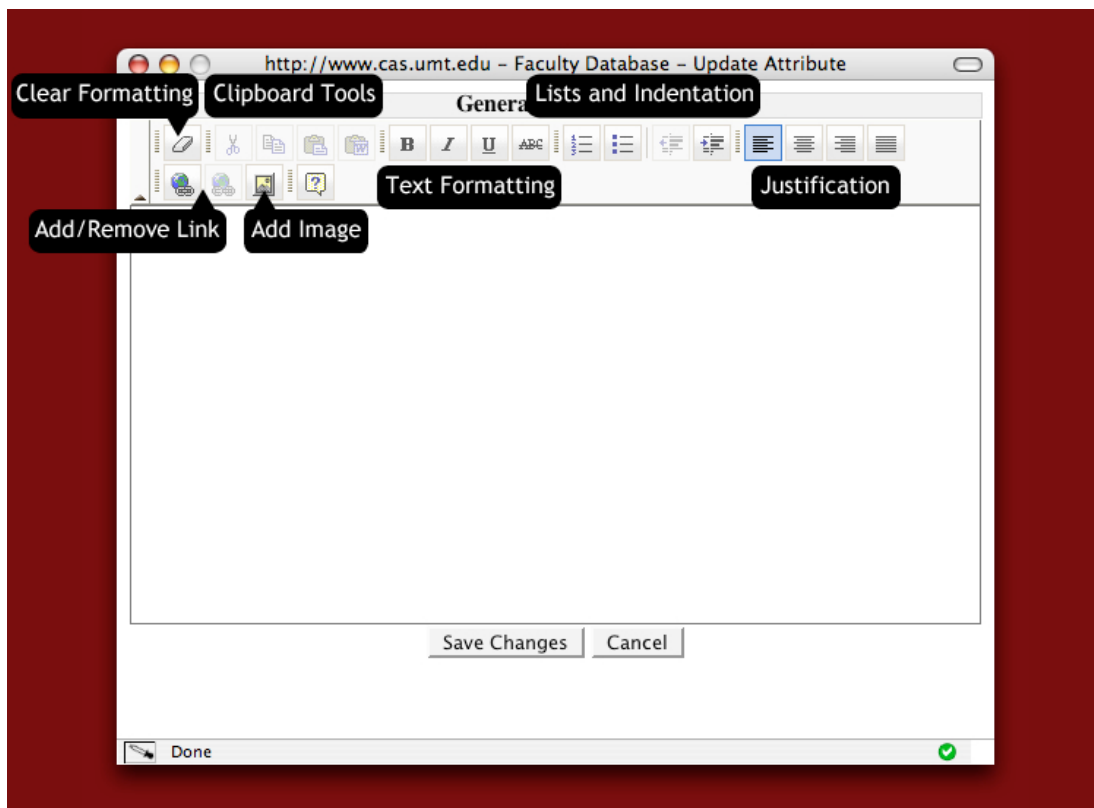 http://www.cas.umt.edu – Faculty Database – Update Attribute
Clear Formatting
Clipboard Tools
Lists and Indentation
B I U ABC
Text Formatting
Justification
Add/Remove Link
Add Image
Save Changes
Cancel
Done